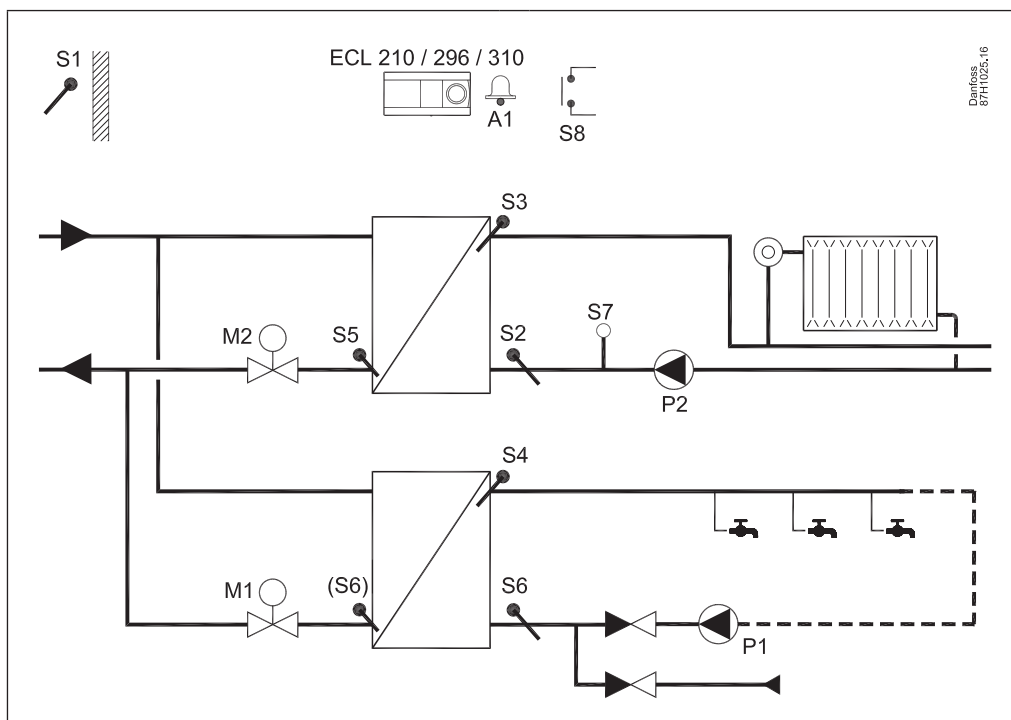 S1
ECL 210 / 296 / 310
A1
S8
Danfoss
87H1025.16
S3
M2
S5
S2
S7
P2
S4
M1
(S6)
S6
P1